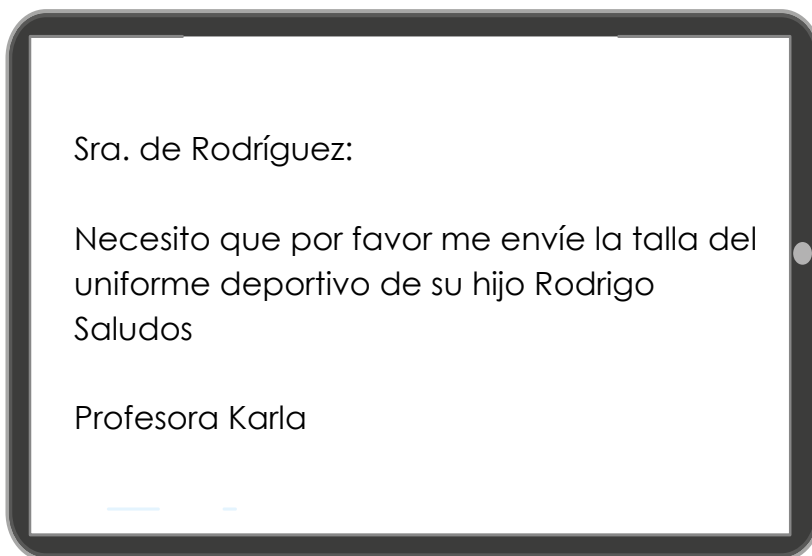 Sra. de Rodríguez:
Necesito que por favor me envíe la talla del
uniforme deportivo de su hijo Rodrigo
Saludos
Profesora Karla